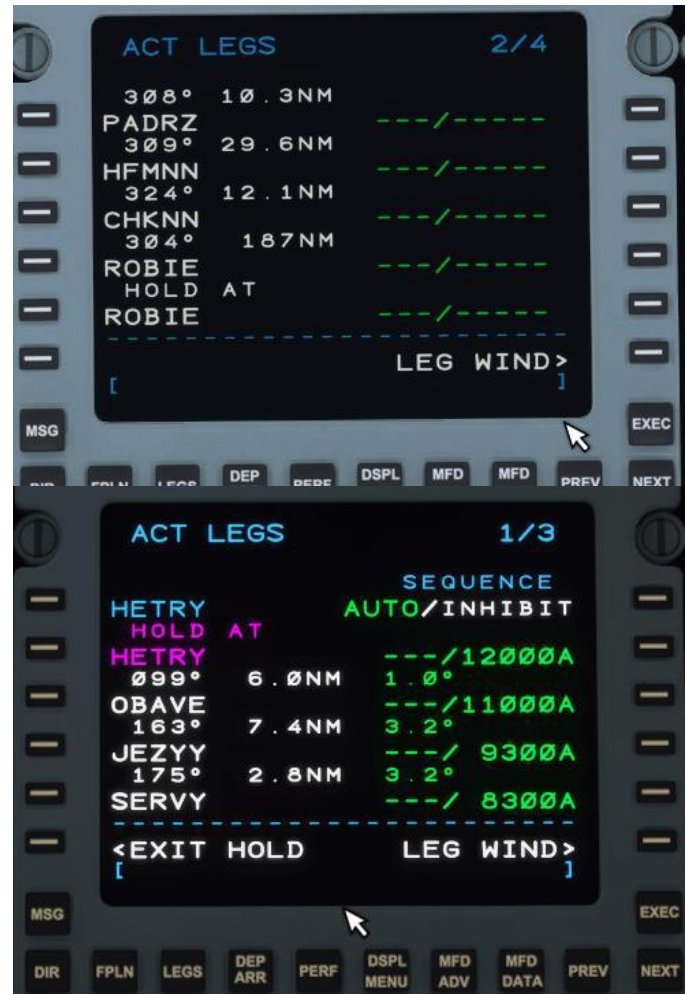 ACT LEGS 2/4
308° 10.3NM
PADRZ ---/-----
309° 29.6NM
HFMNN ---/-----
324° 12.1NM
CHKNN ---/-----
304° 187NM
ROBIE ---/-----
HOLD AT
ROBIE ---/-----
LEG WIND>
[ ]
MSG EXEC
DIR FPLN LEGS DEP PERF DSPL MFD MFD PREV NEXT
ACT LEGS 1/3
SEQUENCE
HETRY AUTO/INHIBIT
HOLD AT
HETRY ---/12000A
099° 6.0NM 1.0°
OBAVE ---/11000A
163° 7.4NM 3.2°
JEZYY ---/ 9300A
175° 2.8NM 3.2°
SERVY ---/ 8300A
<EXIT HOLD LEG WIND>
[ ]
MSG EXEC
DIR FPLN LEGS DEP ARR PERF DSPL MENU MFD ADV MFD DATA PREV NEXT